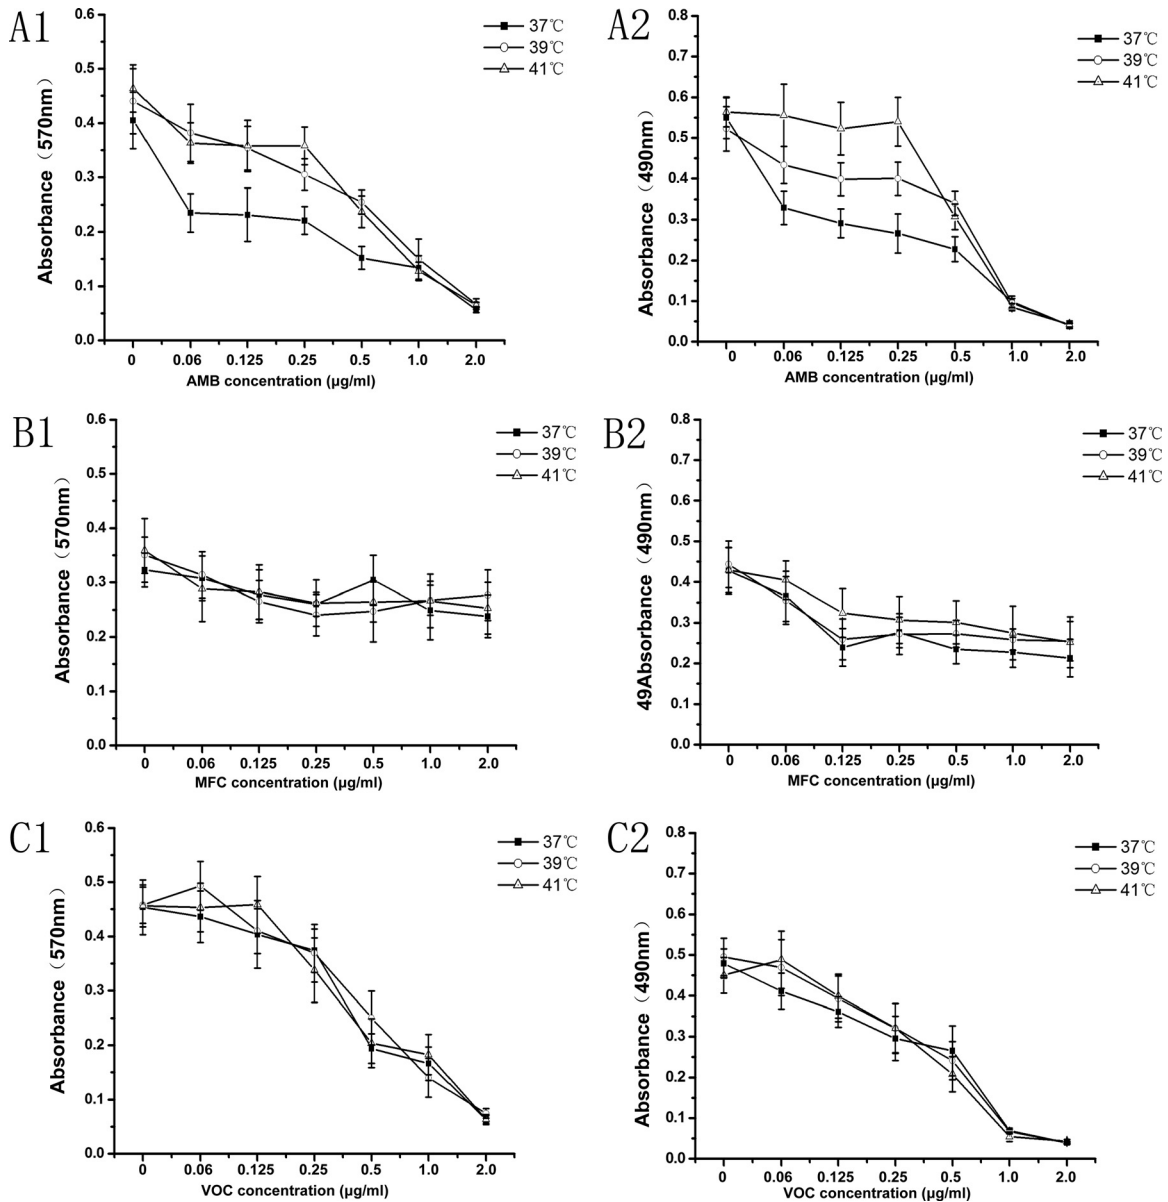 A1
Absorbance（570nm）
0.6
0.5
0.4
0.3
0.2
0.1
0.0
37℃
39℃
41℃
0 0.06 0.125 0.25 0.5 1.0 2.0
AMB concentration (µg/ml)
A2
Absorbance（490nm）
0.8
0.7
0.6
0.5
0.4
0.3
0.2
0.1
0.0
37℃
39℃
41℃
0 0.06 0.125 0.25 0.5 1.0 2.0
AMB concentration (µg/ml)
B1
Absorbance（570nm）
0.6
0.5
0.4
0.3
0.2
0.1
0.0
37℃
39℃
41℃
0 0.06 0.125 0.25 0.5 1.0 2.0
MFC concentration (µg/ml)
B2
49Absorbance（490nm）
0.8
0.7
0.6
0.5
0.4
0.3
0.2
0.1
0.0
37℃
39℃
41℃
0 0.06 0.125 0.25 0.5 1.0 2.0
MFC concentration (µg/ml)
C1
Absorbance（570nm）
0.6
0.5
0.4
0.3
0.2
0.1
0.0
37℃
39℃
41℃
0 0.06 0.125 0.25 0.5 1.0 2.0
VOC concentration (µg/ml)
C2
Absorbance（490nm）
0.8
0.7
0.6
0.5
0.4
0.3
0.2
0.1
0.0
37℃
39℃
41℃
0 0.06 0.125 0.25 0.5 1.0 2.0
VOC concentration (µg/ml)